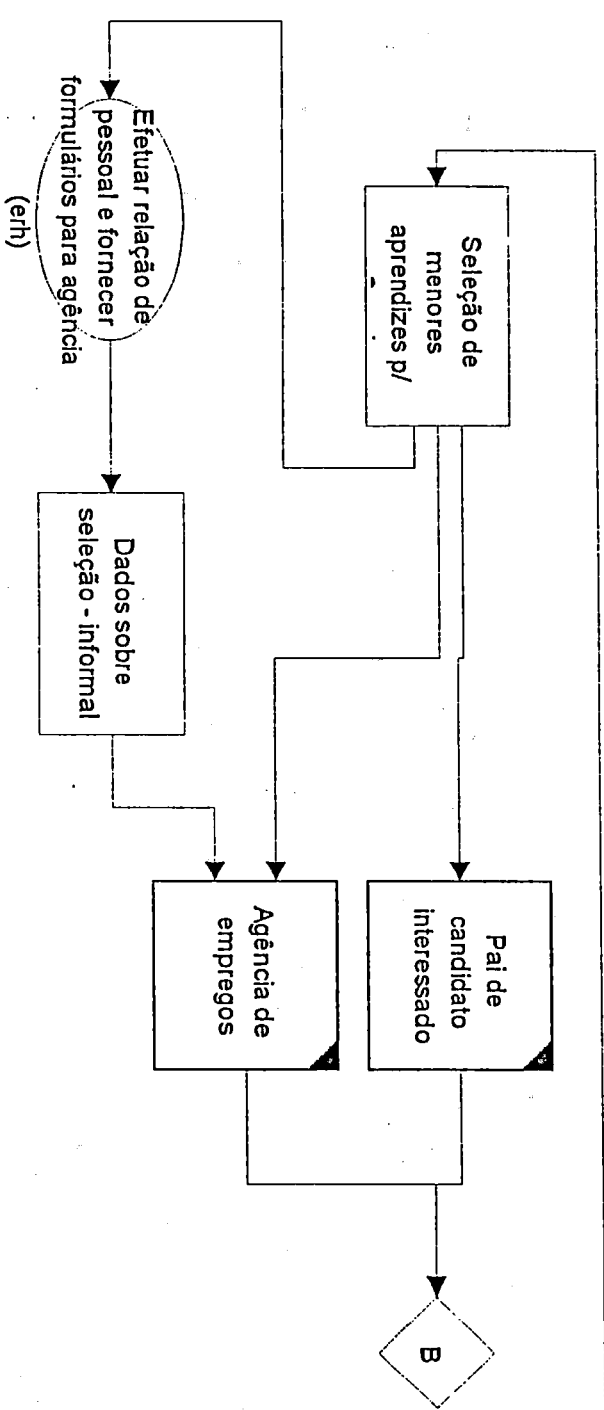 Seleção de
menores
aprendizes p/
Pai de
candidato
interessado
Agência de
empregos
Efetuar relação de
pessoal e fornecer
formulários para agência
(erh)
Dados sobre
seleção - informal
B